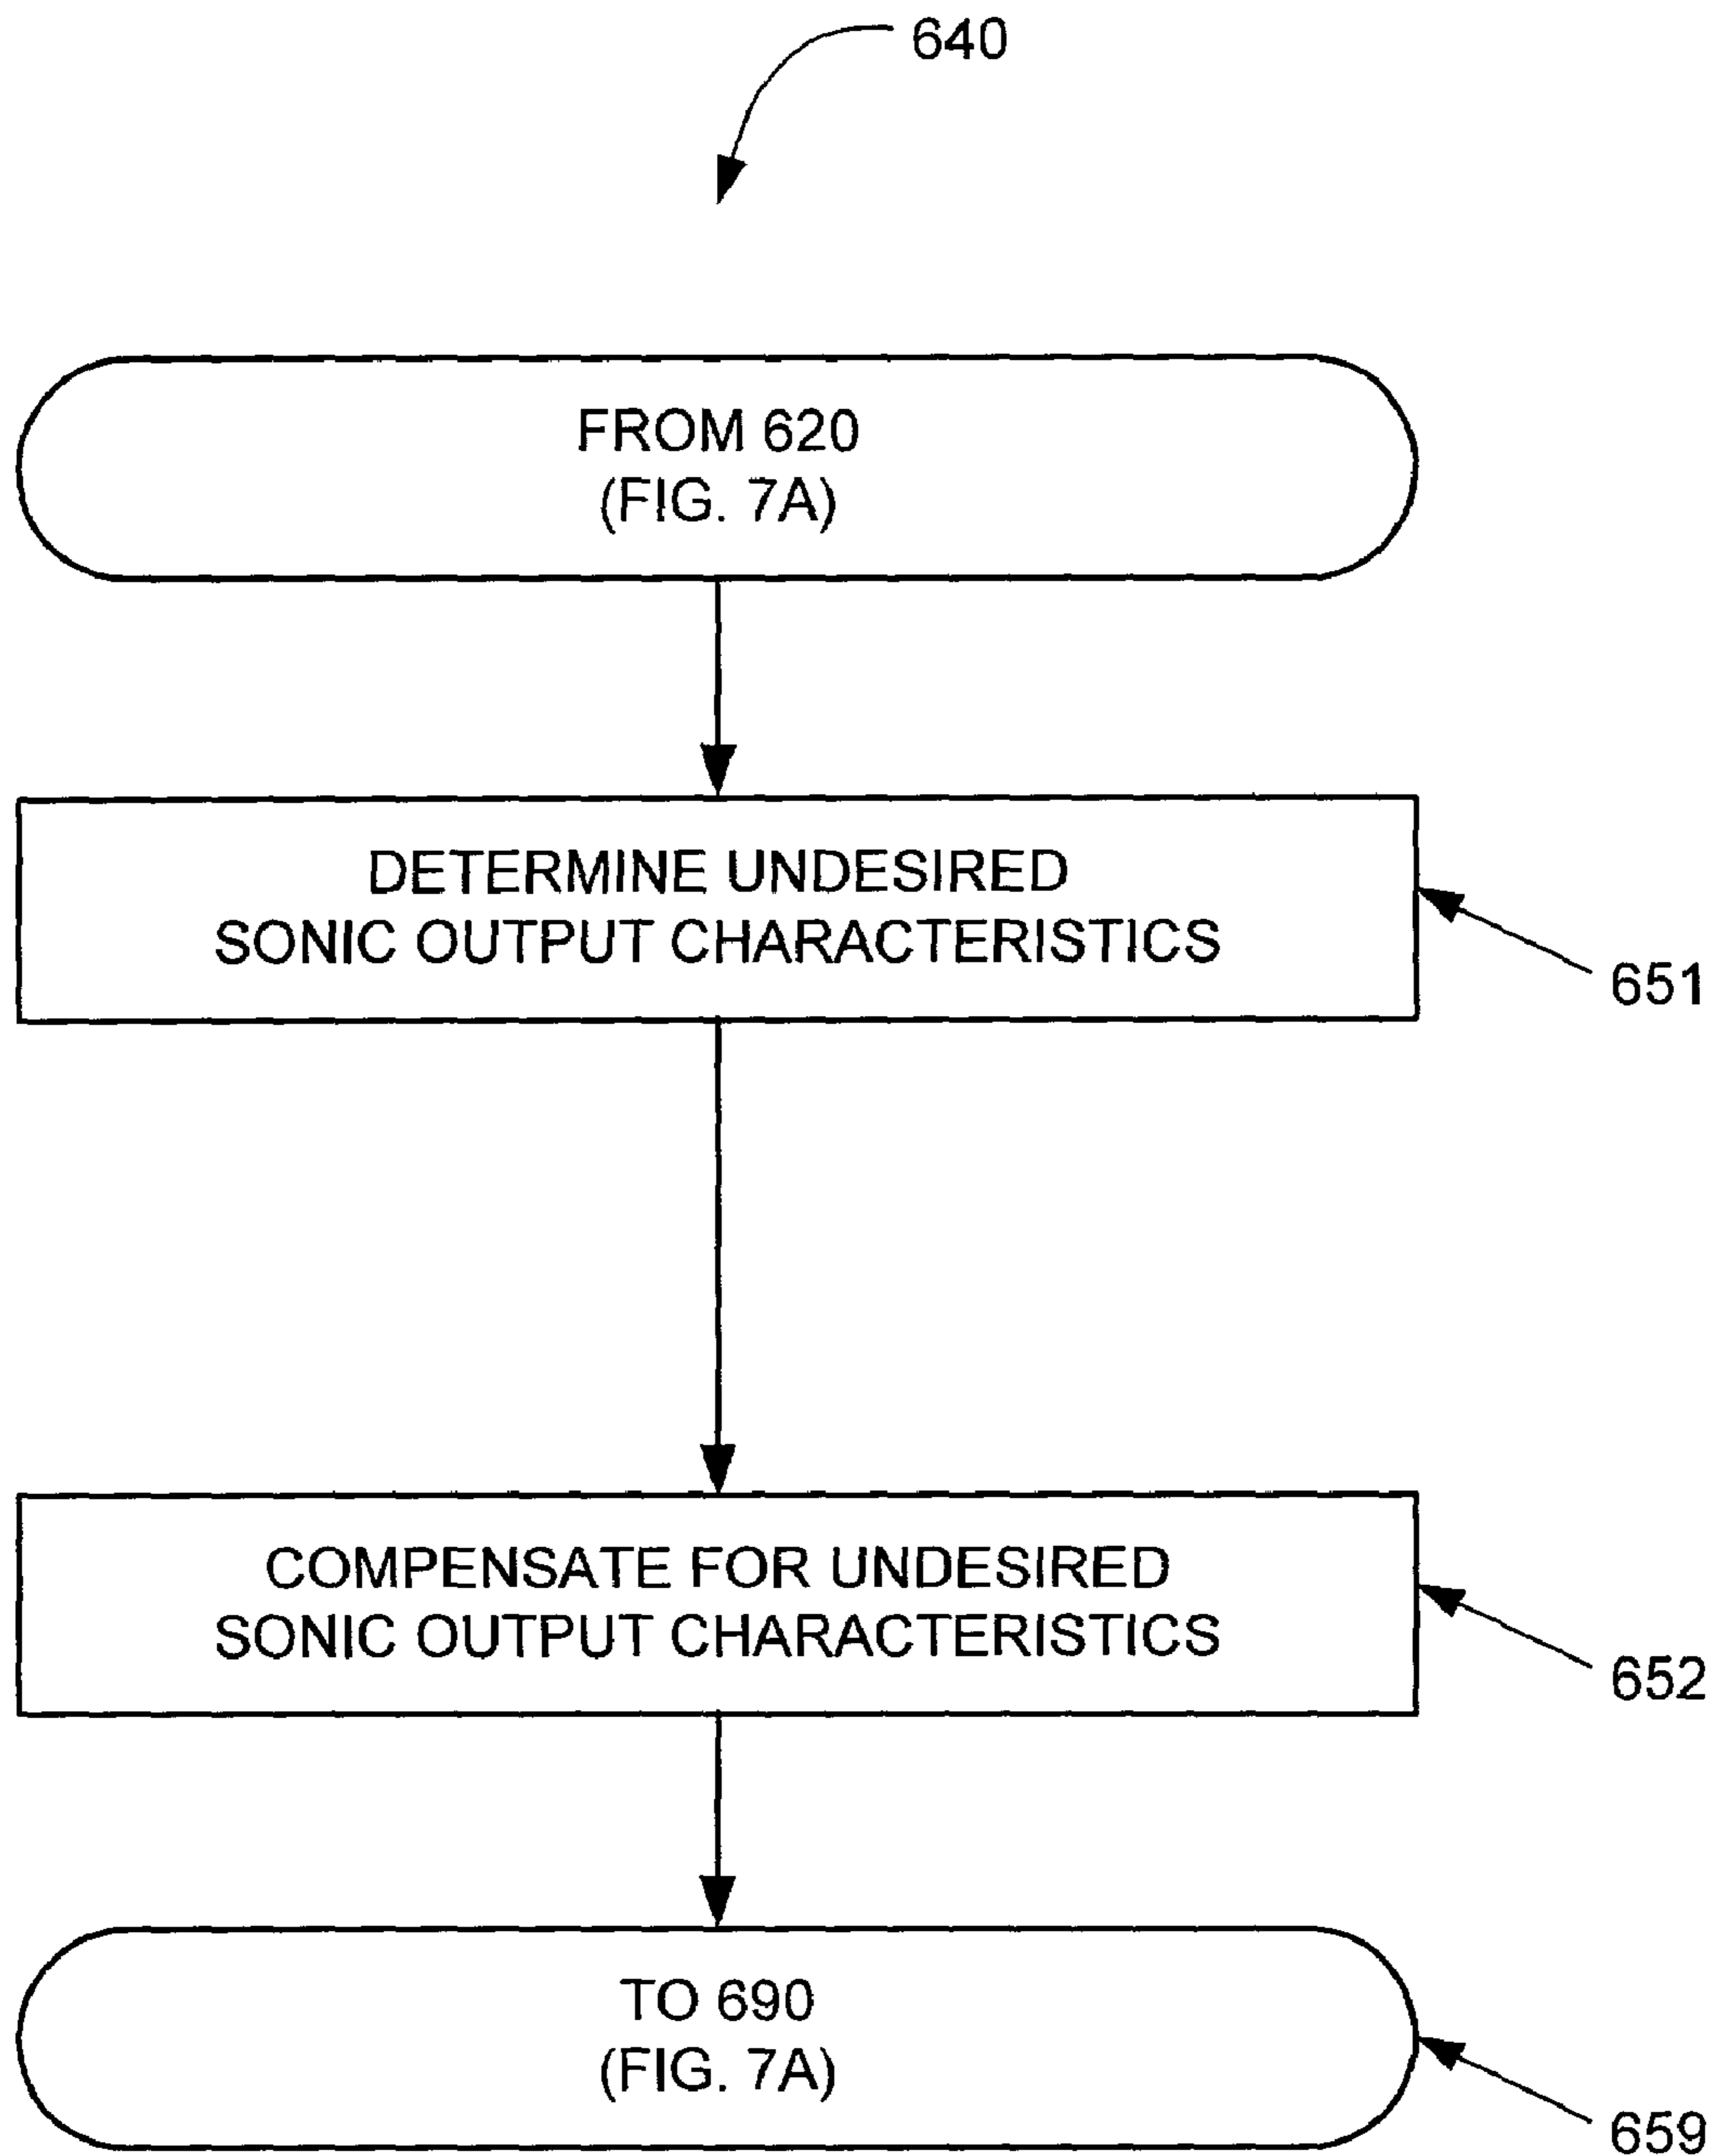 640
FROM 620
(FIG. 7A)
DETERMINE UNDESIRED
SONIC OUTPUT CHARACTERISTICS
651
COMPENSATE FOR UNDESIRED
SONIC OUTPUT CHARACTERISTICS
652
TO 690
(FIG. 7A)
659